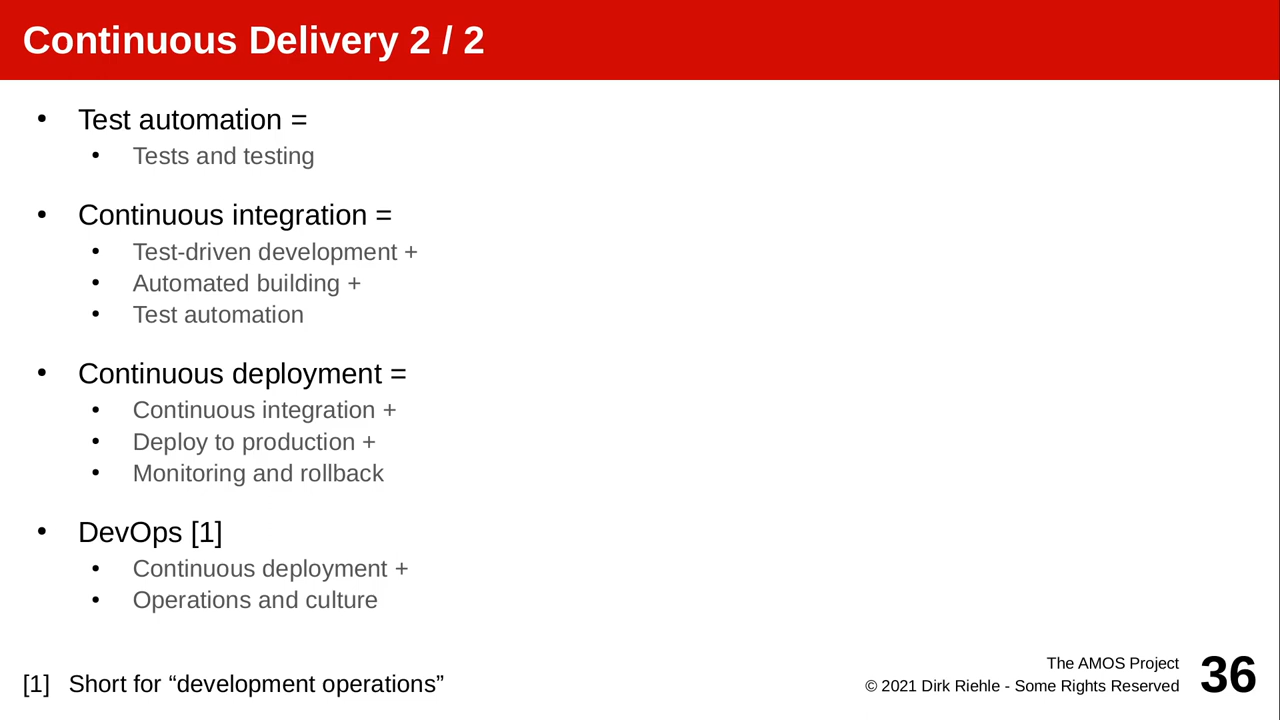 Continuous Delivery 2 / 2
• Test automation =
• Tests and testing
• Continuous integration =
• Test-driven development +
• Automated building +
• Test automation
• Continuous deployment =
• Continuous integration +
• Deploy to production +
• Monitoring and rollback
• DevOps [1]
• Continuous deployment +
• Operations and culture
[1] Short for “development operations”
The AMOS Project
© 2021 Dirk Riehle - Some Rights Reserved
36